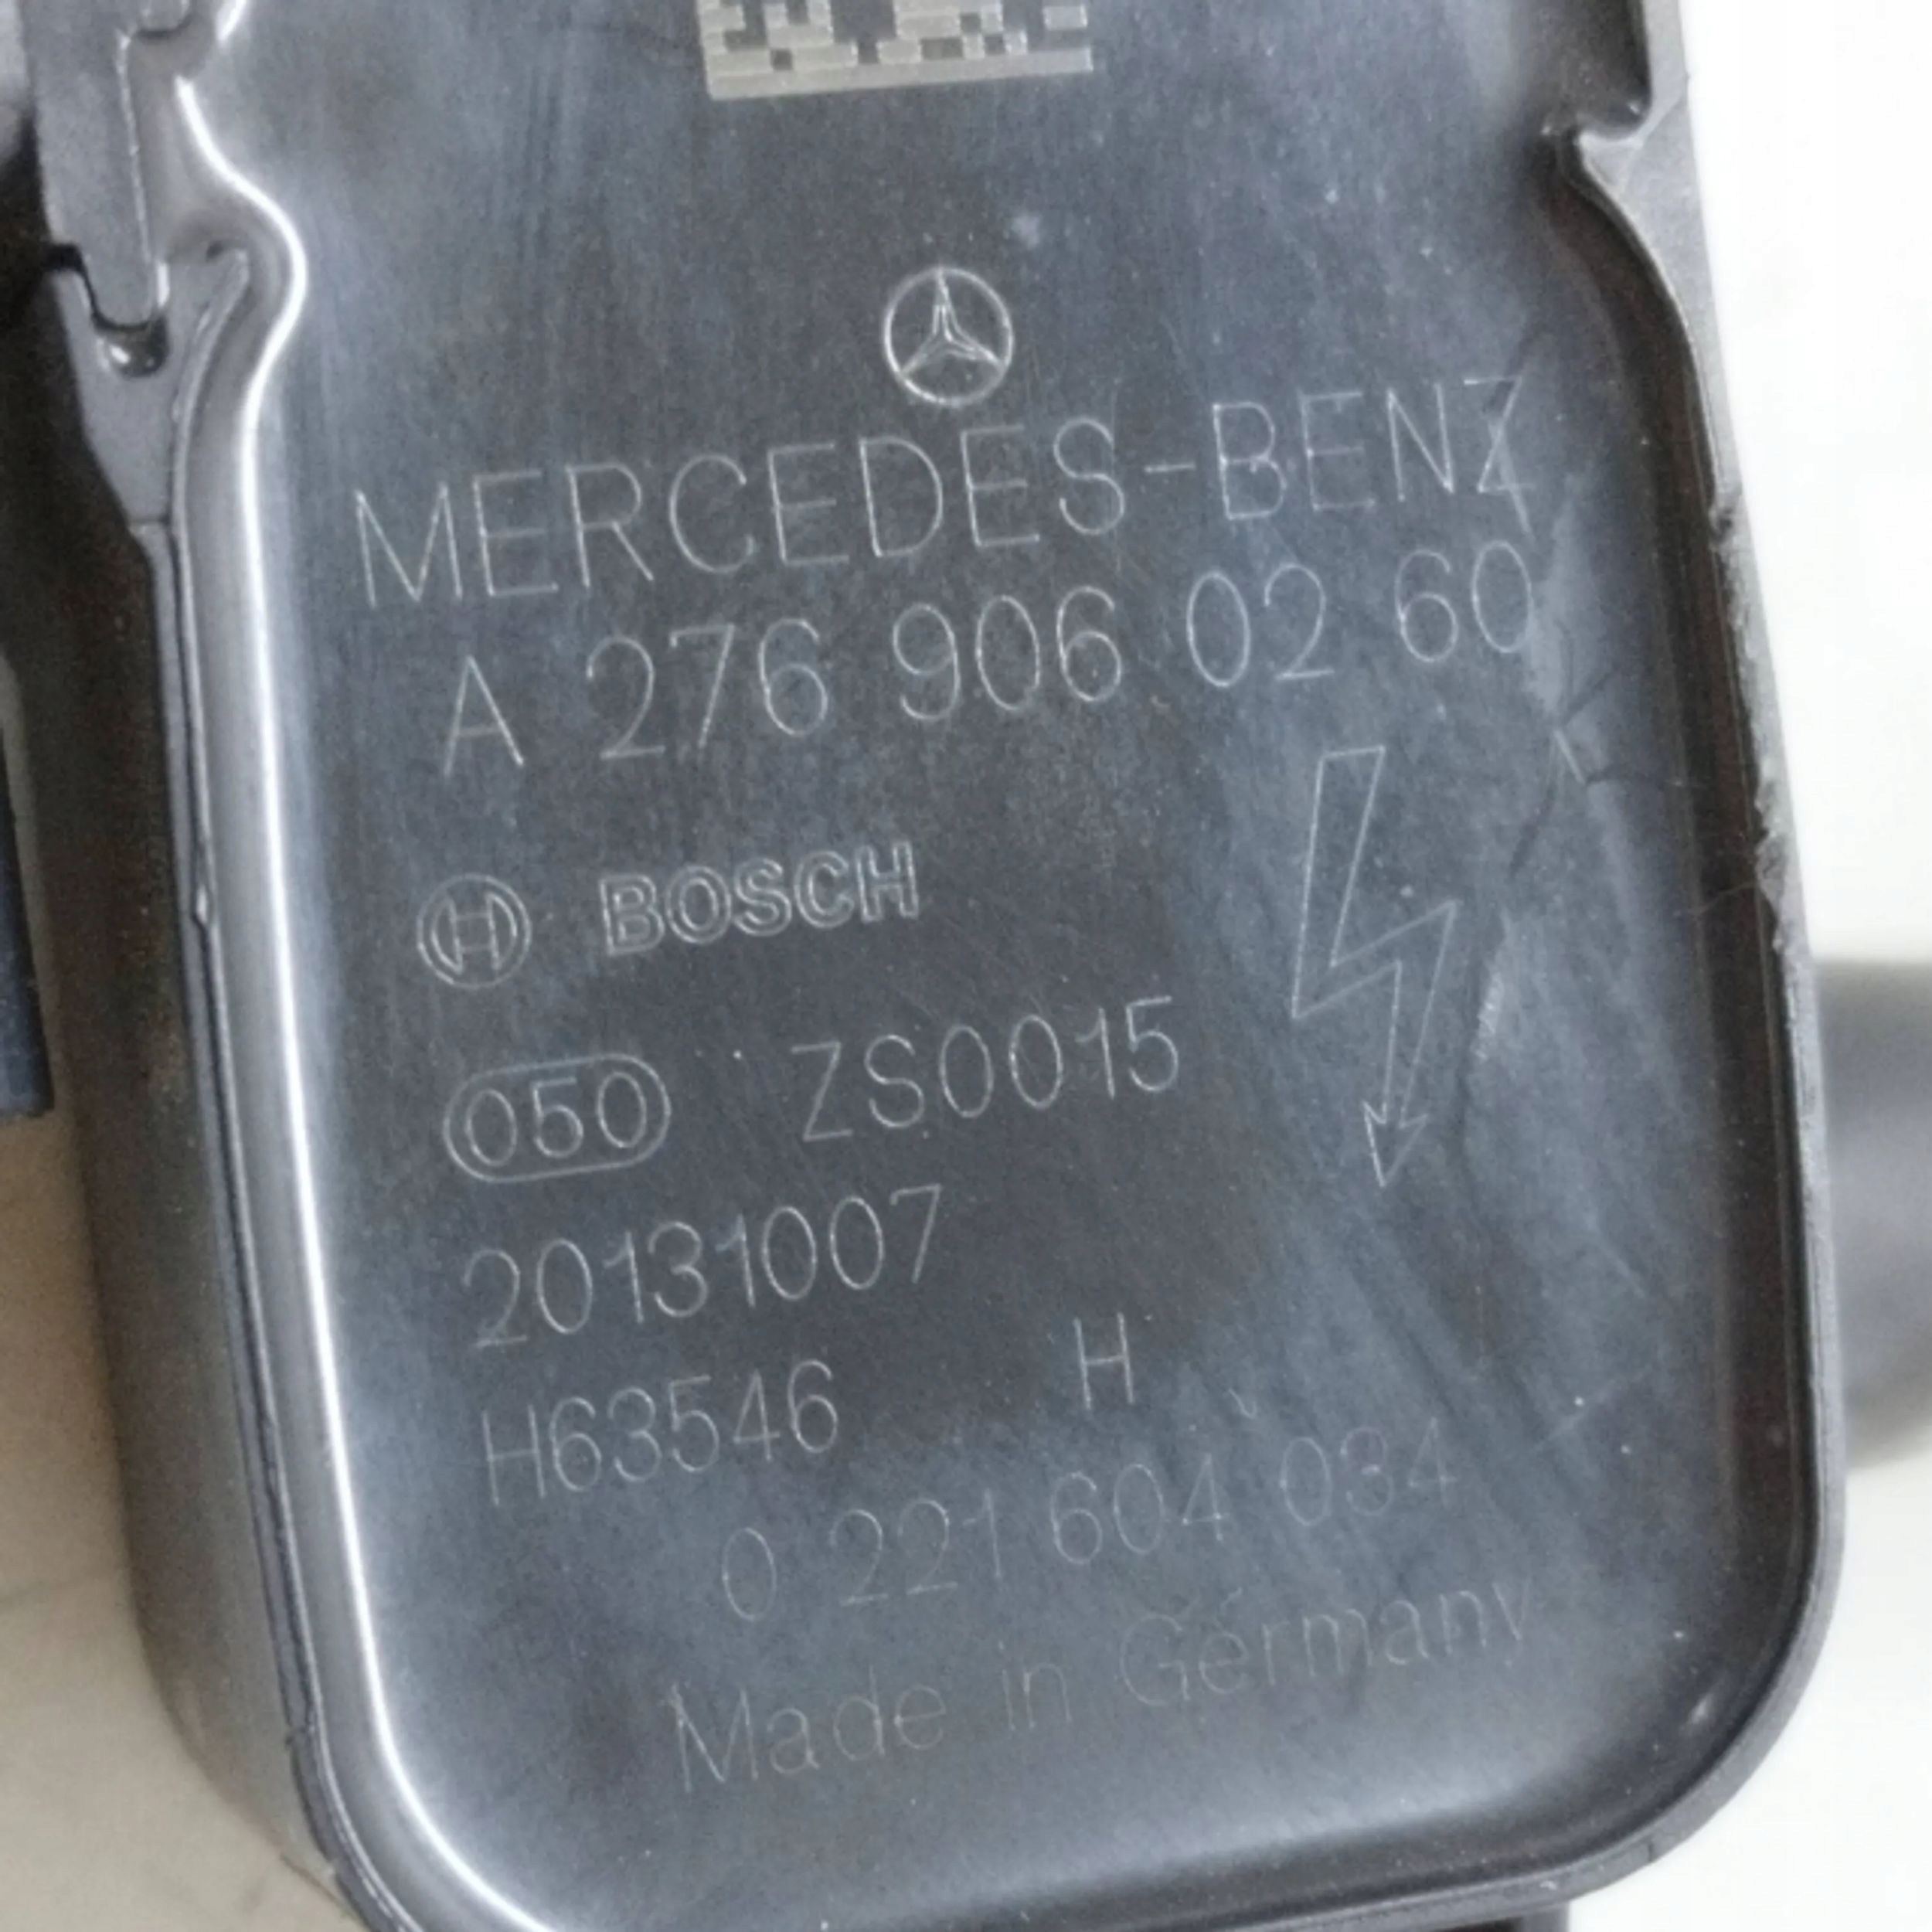 MERCEDES-BENZ
A 276 906 02 60
BOSCH
050 ZS0015
20131007
H63546 H
0 221 604 034
Made in Germany